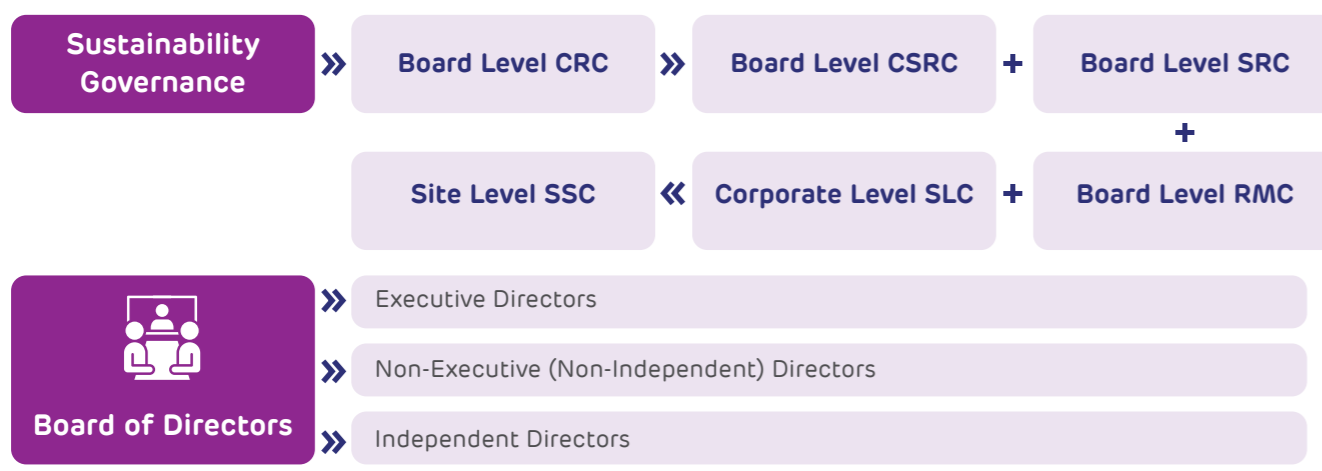 Sustainability
Governance
»
Board Level CRC
»
Board Level CSRC
+
Board Level SRC
+
Site Level SSC
«
Corporate Level SLC
+
Board Level RMC
Board of Directors
»
Executive Directors
»
Non-Executive (Non-Independent) Directors
»
Independent Directors